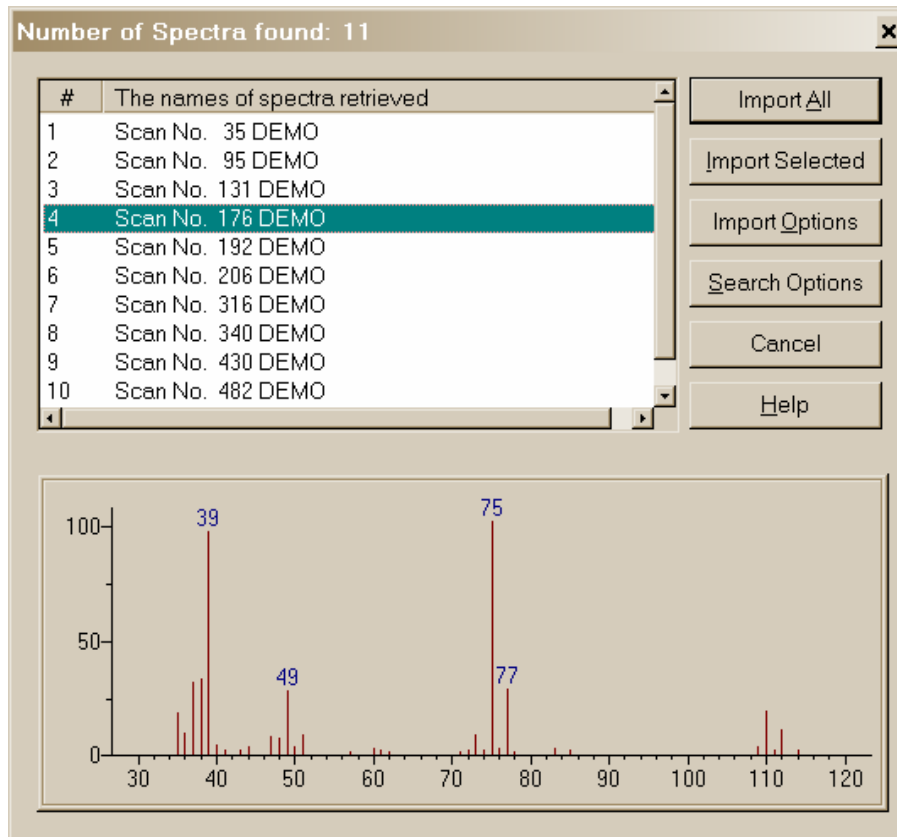 Number of Spectra found: 11
# The names of spectra retrieved
1 Scan No. 35 DEMO
2 Scan No. 95 DEMO
3 Scan No. 131 DEMO
4 Scan No. 176 DEMO
5 Scan No. 192 DEMO
6 Scan No. 206 DEMO
7 Scan No. 316 DEMO
8 Scan No. 340 DEMO
9 Scan No. 430 DEMO
10 Scan No. 482 DEMO
Import All
Import Selected
Import Options
Search Options
Cancel
Help
100
50
0
39
49
75
77
30 40 50 60 70 80 90 100 110 120